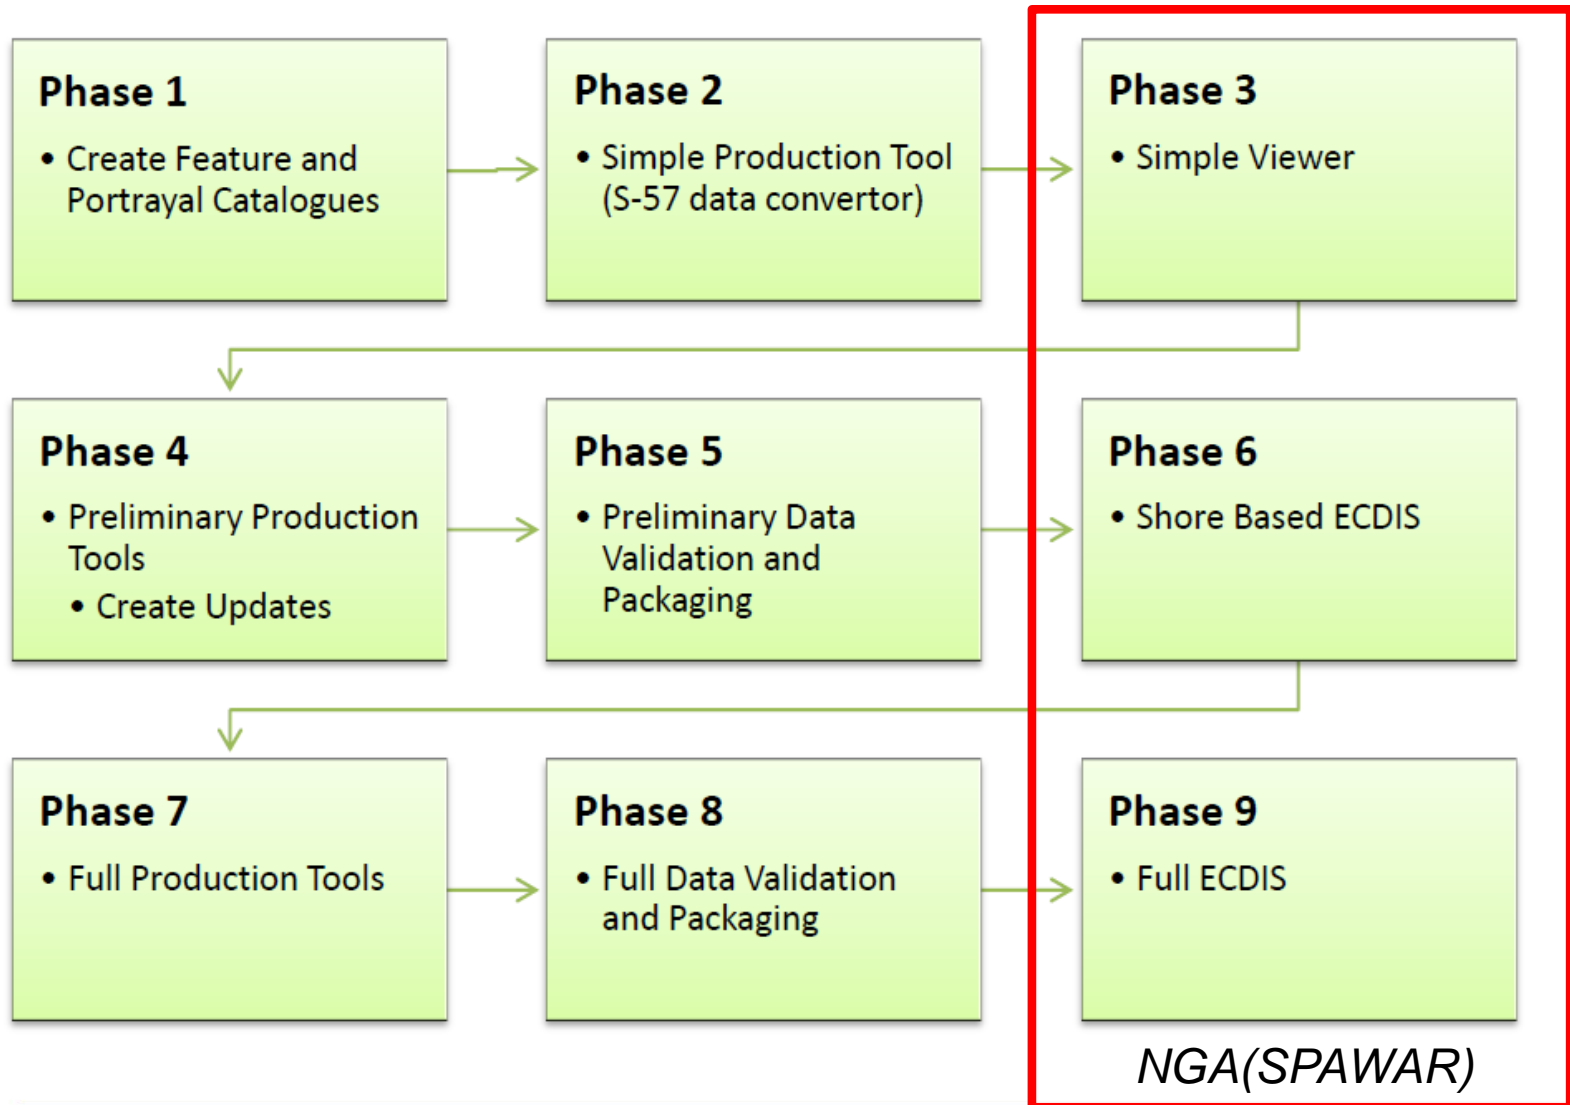 Phase 1
• Create Feature and
Portrayal Catalogues
Phase 2
• Simple Production Tool
(S-57 data convertor)
Phase 3
• Simple Viewer
Phase 4
• Preliminary Production
Tools
• Create Updates
Phase 5
• Preliminary Data
Validation and
Packaging
Phase 6
• Shore Based ECDIS
Phase 7
• Full Production Tools
Phase 8
• Full Data Validation
and Packaging
Phase 9
• Full ECDIS
NGA(SPAWAR)